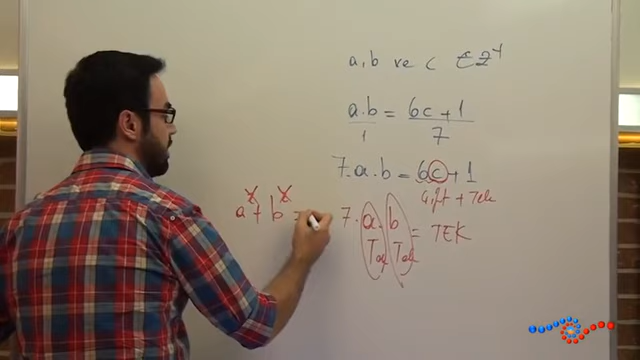 a,b ve c ∈ Z⁺
a.b = 6c + 1
1 7
7.a.b = 6c + 1
Çift + Tek
a + b =
7. a. b = TEK
Tek Tek